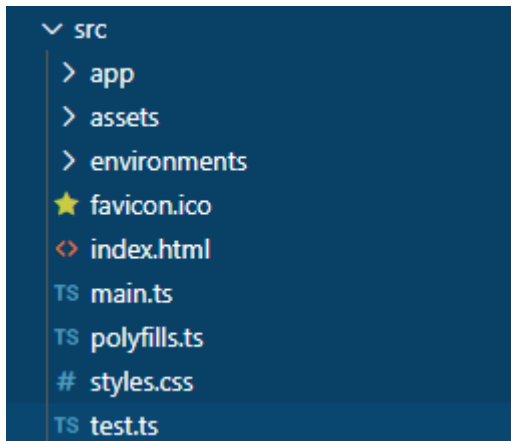 src
app
assets
environments
favicon.ico
<> index.html
TS main.ts
TS polyfills.ts
# styles.css
TS test.ts